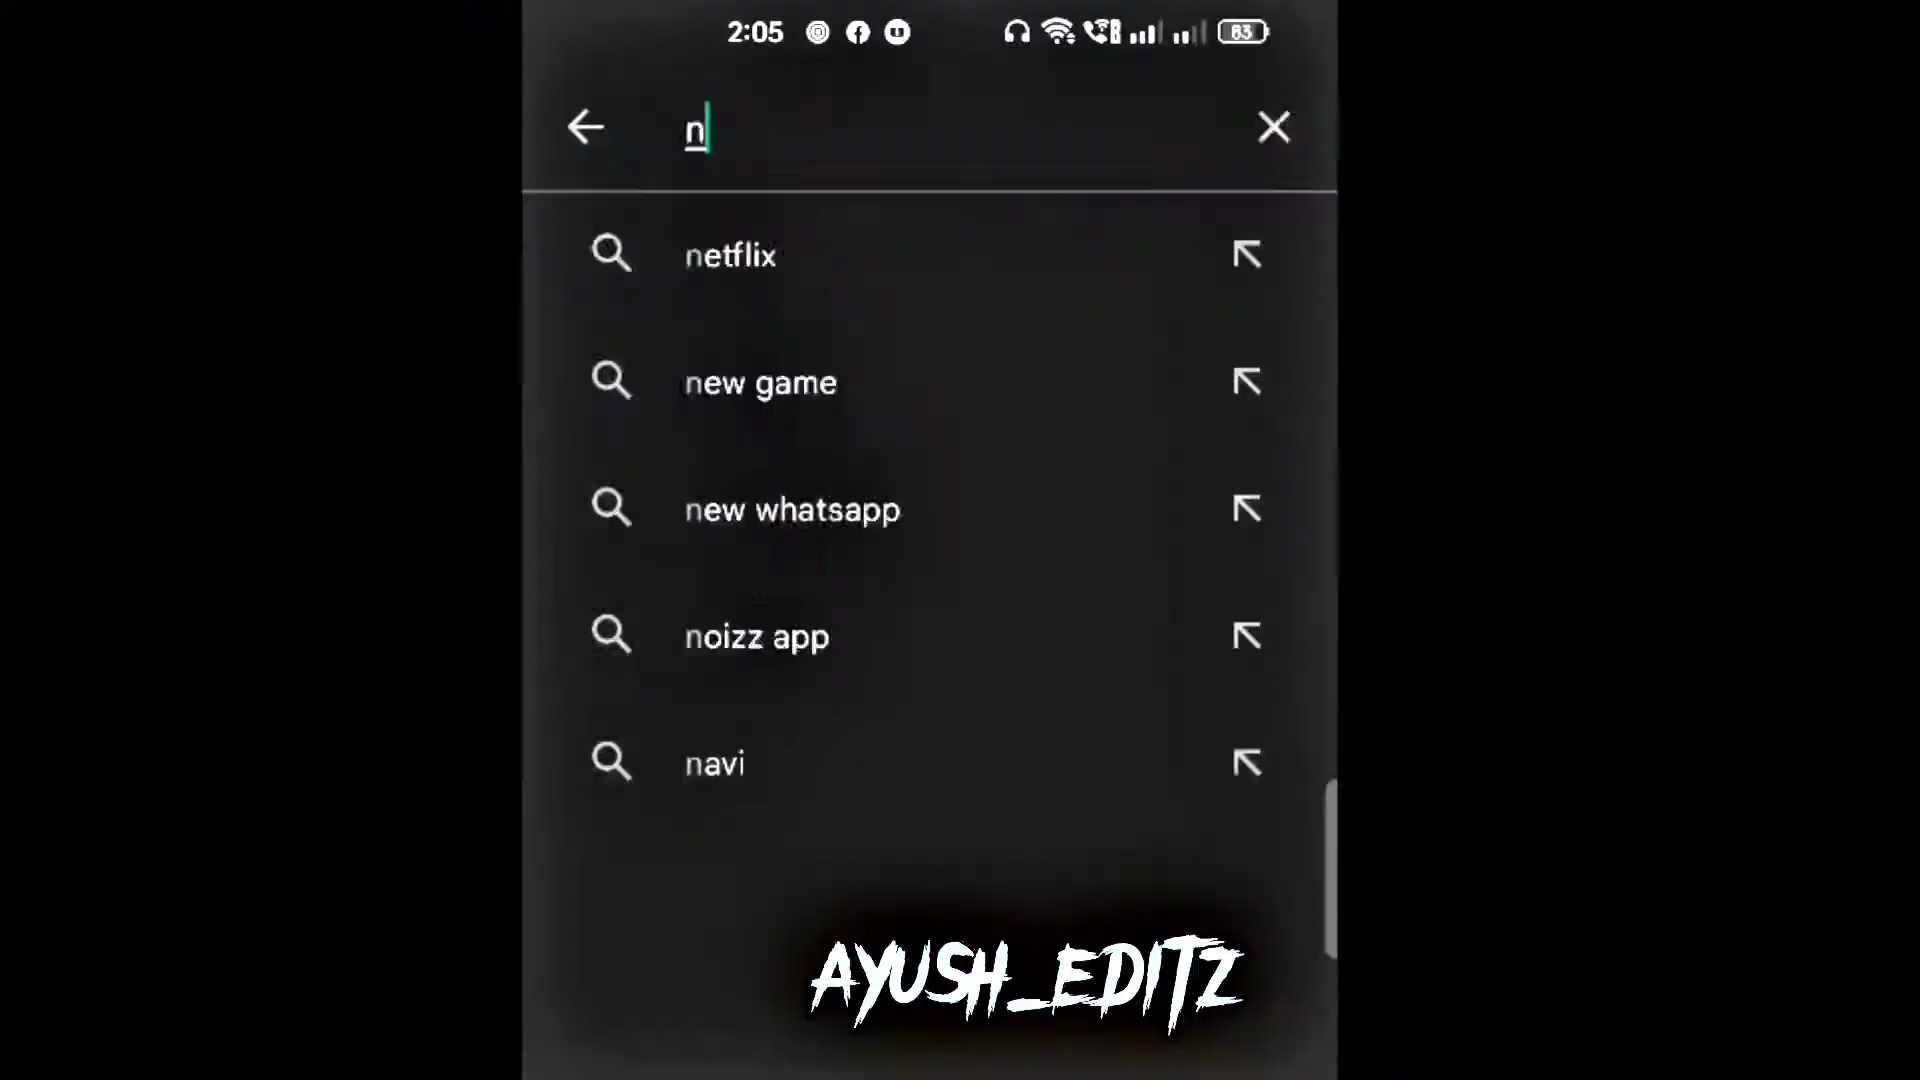 2:05
83
n
netflix
new game
new whatsapp
noizz app
navi
AYUSH_EDITZ